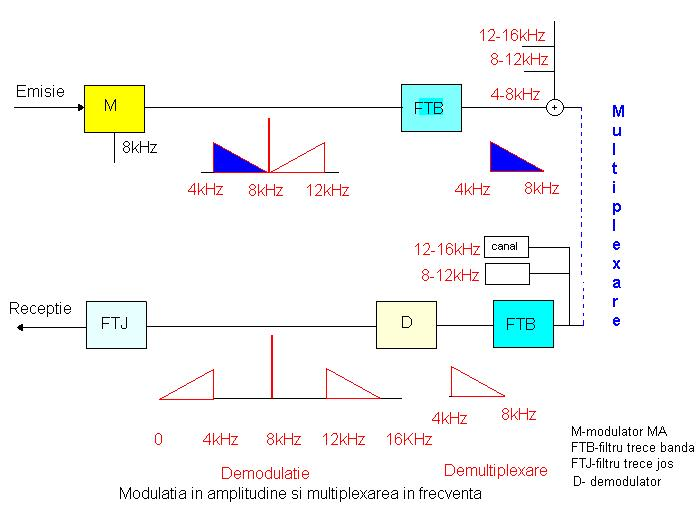 12-16kHz
8-12kHz
Emisie
M
FTB
4-8kHz
+
8kHz
4kHz 8kHz 12kHz
4kHz 8kHz
Multiplexare
12-16kHz canal
8-12kHz
Receptie
FTJ
D
FTB
4kHz 8kHz
0 4kHz 8kHz 12kHz 16KHz
Demodulatie
Demultiplexare
M-modulator MA
FTB-filtru trece banda
FTJ-filtru trece jos
D- demodulator
Modulatia in amplitudine si multiplexarea in frecventa